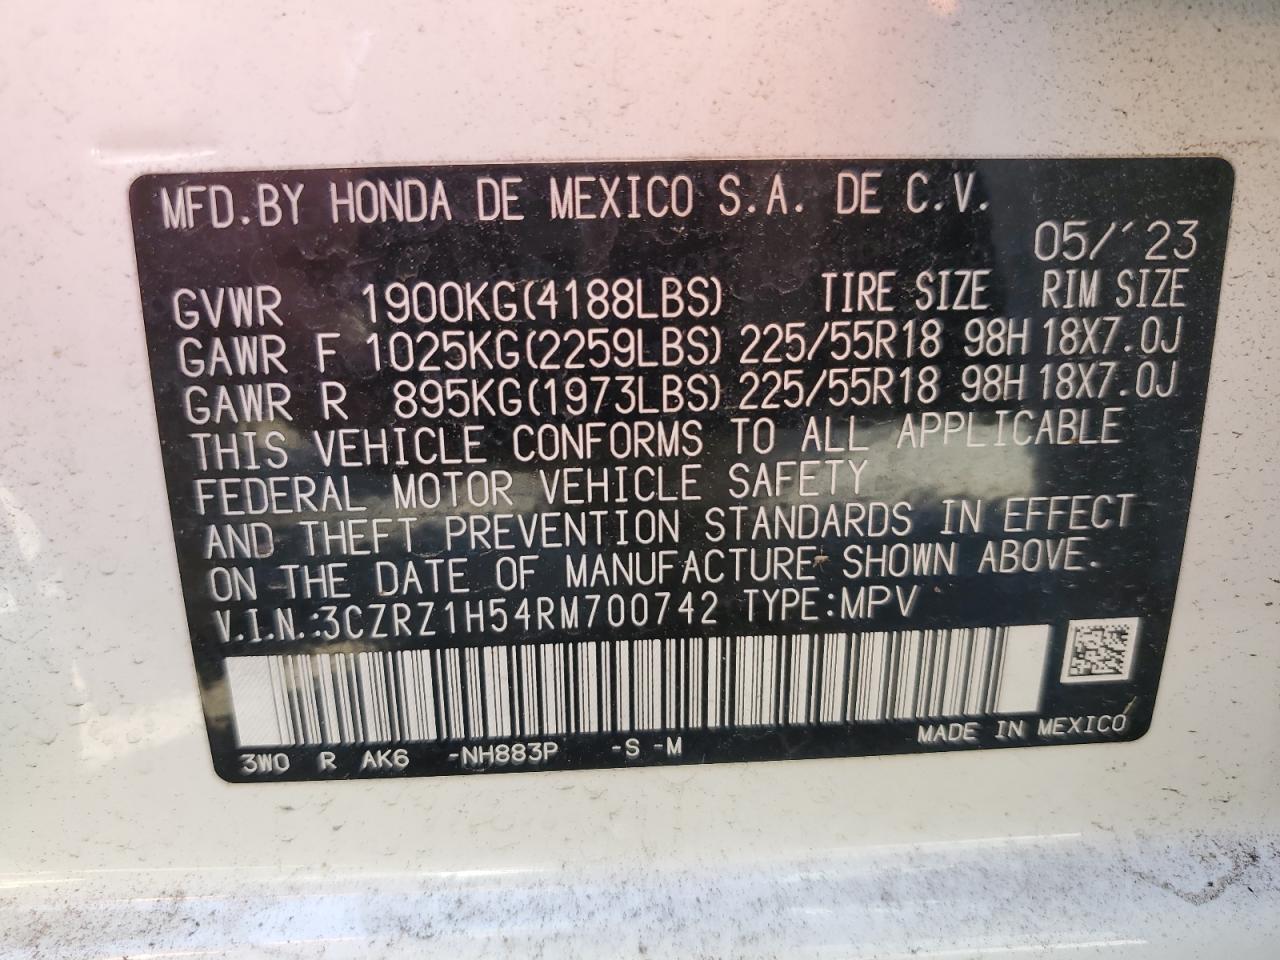 MFD.BY HONDA DE MEXICO S.A. DE C.V.
05/'23
GVWR 1900KG(4188LBS) TIRE SIZE RIM SIZE
GAWR F 1025KG(2259LBS) 225/55R18 98H 18X7.0J
GAWR R 895KG(1973LBS) 225/55R18 98H 18X7.0J
THIS VEHICLE CONFORMS TO ALL APPLICABLE
FEDERAL MOTOR VEHICLE SAFETY
AND THEFT PREVENTION STANDARDS IN EFFECT
ON THE DATE OF MANUFACTURE SHOWN ABOVE.
V.I.N.:3CZRZ1H54RM700742 TYPE:MPV
3W0 R AK6 -NH883P -S -M MADE IN MEXICO